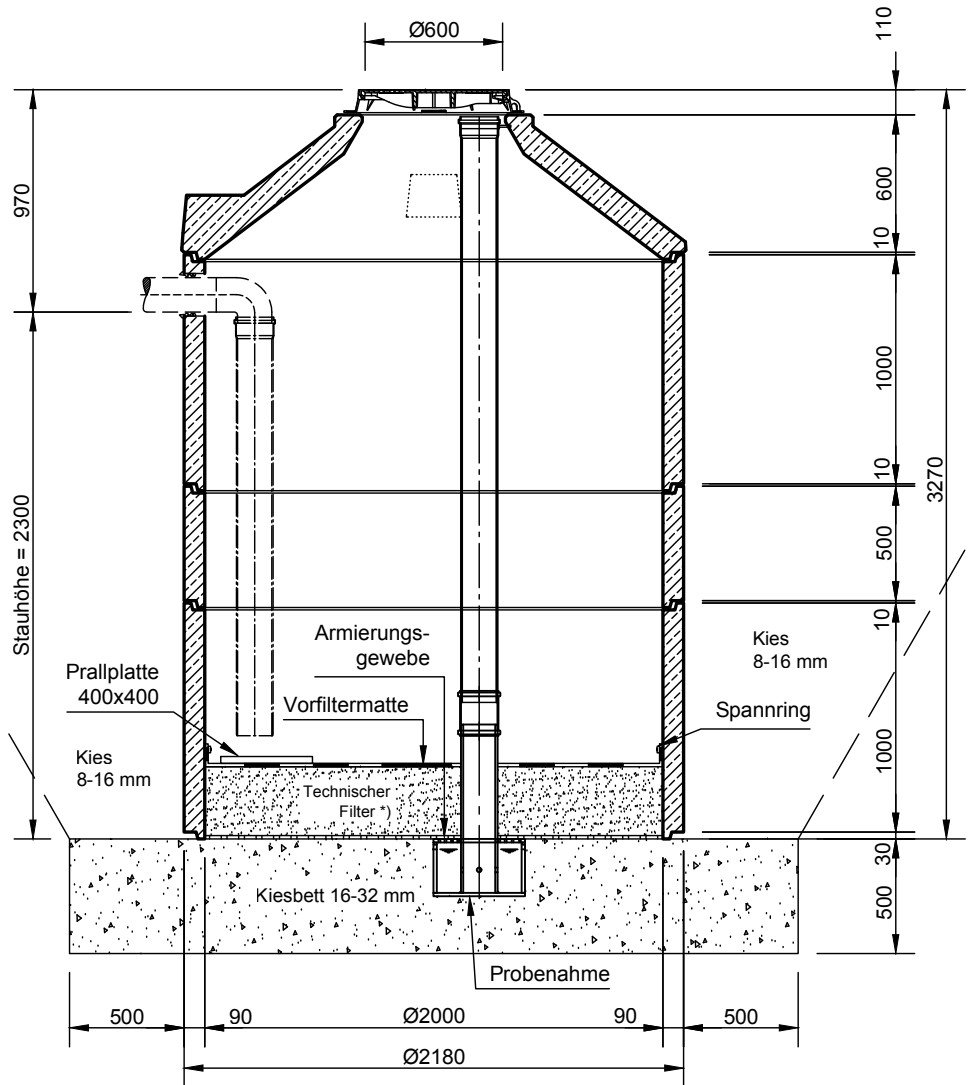 Ø600
110
970
600
10
1000
10
3270
500
Stauhöhe = 2300
10
Armierungs-
gewebe
Kies
8-16 mm
Prallplatte
400x400
Vorfiltermatte
Spannring
Kies
8-16 mm
1000
Technischer
Filter *)
30
Kiesbett 16-32 mm
500
Probenahme
500
90
Ø2000
90
500
Ø2180